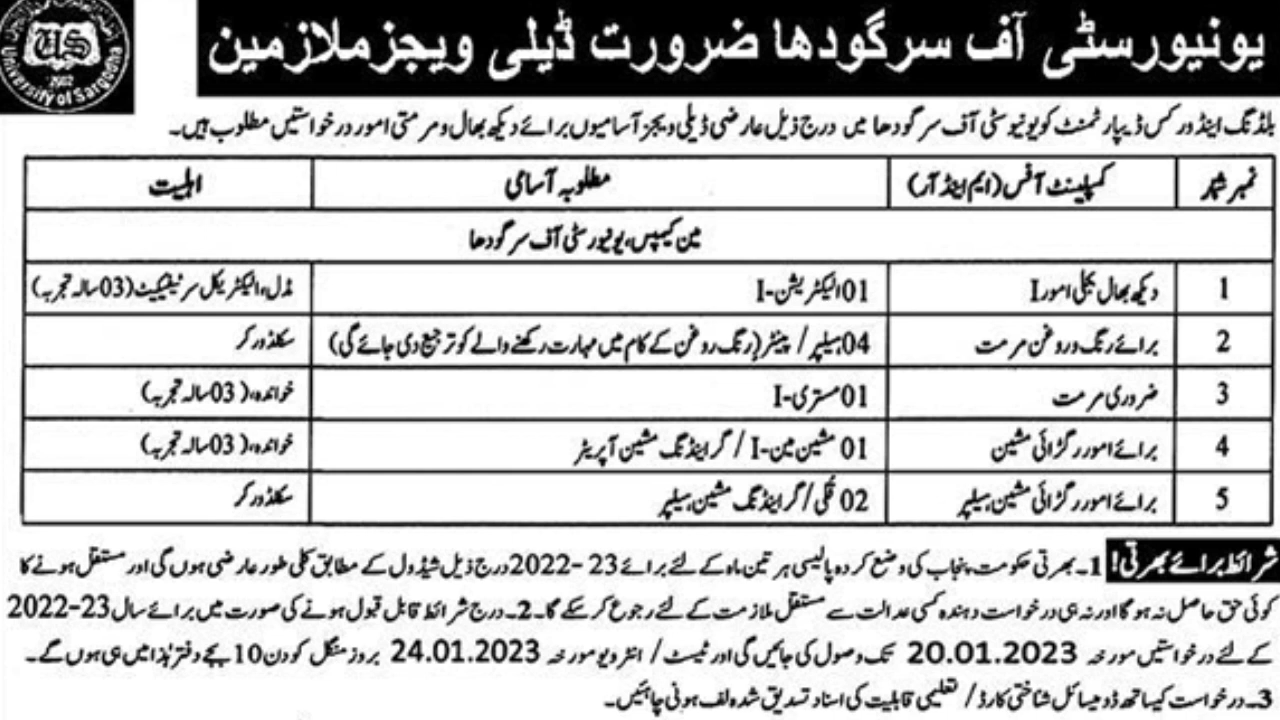 University of Sargodha
US
2002
یونیورسٹی آف سرگودھا ضرورت ڈیلی ویجز ملازمین
بلڈنگ اینڈ ورکس ڈیپارٹمنٹ کو یونیوسٹی آف سرگودھا میں درج ذیل عارضی ڈیلی ویجز آسامیوں برائے دیکھ بھال و مرمتی امور درخواستیں مطلوب ہیں۔
نمبر شمار کمپلینٹ آفس (ایم اینڈ آر) مطلوبہ آسامی اہلیت
مین کیمپس، یونیورسٹی آف سرگودھا
1 دیکھ بھال بجلی امور I 01 الیکٹریشن-I مڈل، الیکٹریکل سرٹیفکیٹ (03 سالہ تجربہ)
2 برائے رنگ و روغن مرمت 04 ہیلپر / پینٹر (رنگ روغن کے کام میں مہارت رکھنے والے کو ترجیح دی جائے گی) سکلڈ ورکر
3 ضروری مرمت 01 مستری-I خواندہ، (03 سالہ تجربہ)
4 برائے امور رگڑائی مشین 01 مشین مین-I / گرائنڈنگ مشین آپریٹر خواندہ، (03 سالہ تجربہ)
5 برائے امور رگڑائی مشین ہیلپر 02 قلی / گرائنڈنگ مشین ہیلپر سکلڈ ورکر
شرائط برائے بھرتی! 1۔ بھرتی حکومت پنجاب کی وضع کردہ پالیسی ہر تین ماہ کے لئے برائے 23-2022 درج ذیل شیڈول کے مطابق کلی طور عارضی ہوں گی اور مستقل ہونے کا
کوئی حق حاصل نہ ہوگا اور نہ ہی درخواست دہندہ کسی عدالت سے مستقل ملازمت کے لئے رجوع کر سکے گا۔ 2۔ درج شرائط قابل قبول ہونے کی صورت میں برائے سال 23-2022
کے لئے درخواستیں مورخہ 20.01.2023 تک وصول کی جائیں گی اور ٹیسٹ / انٹرویو مورخہ 24.01.2023 بروز منگل کو دن 10 بجے دفتر ہٰذا میں ہی ہوں گے۔
3۔ درخواست کیساتھ ڈومیسائل شناختی کارڈ / تعلیمی قابلیت کی اسناد تصدیق شدہ لف ہونی چاہئیں۔